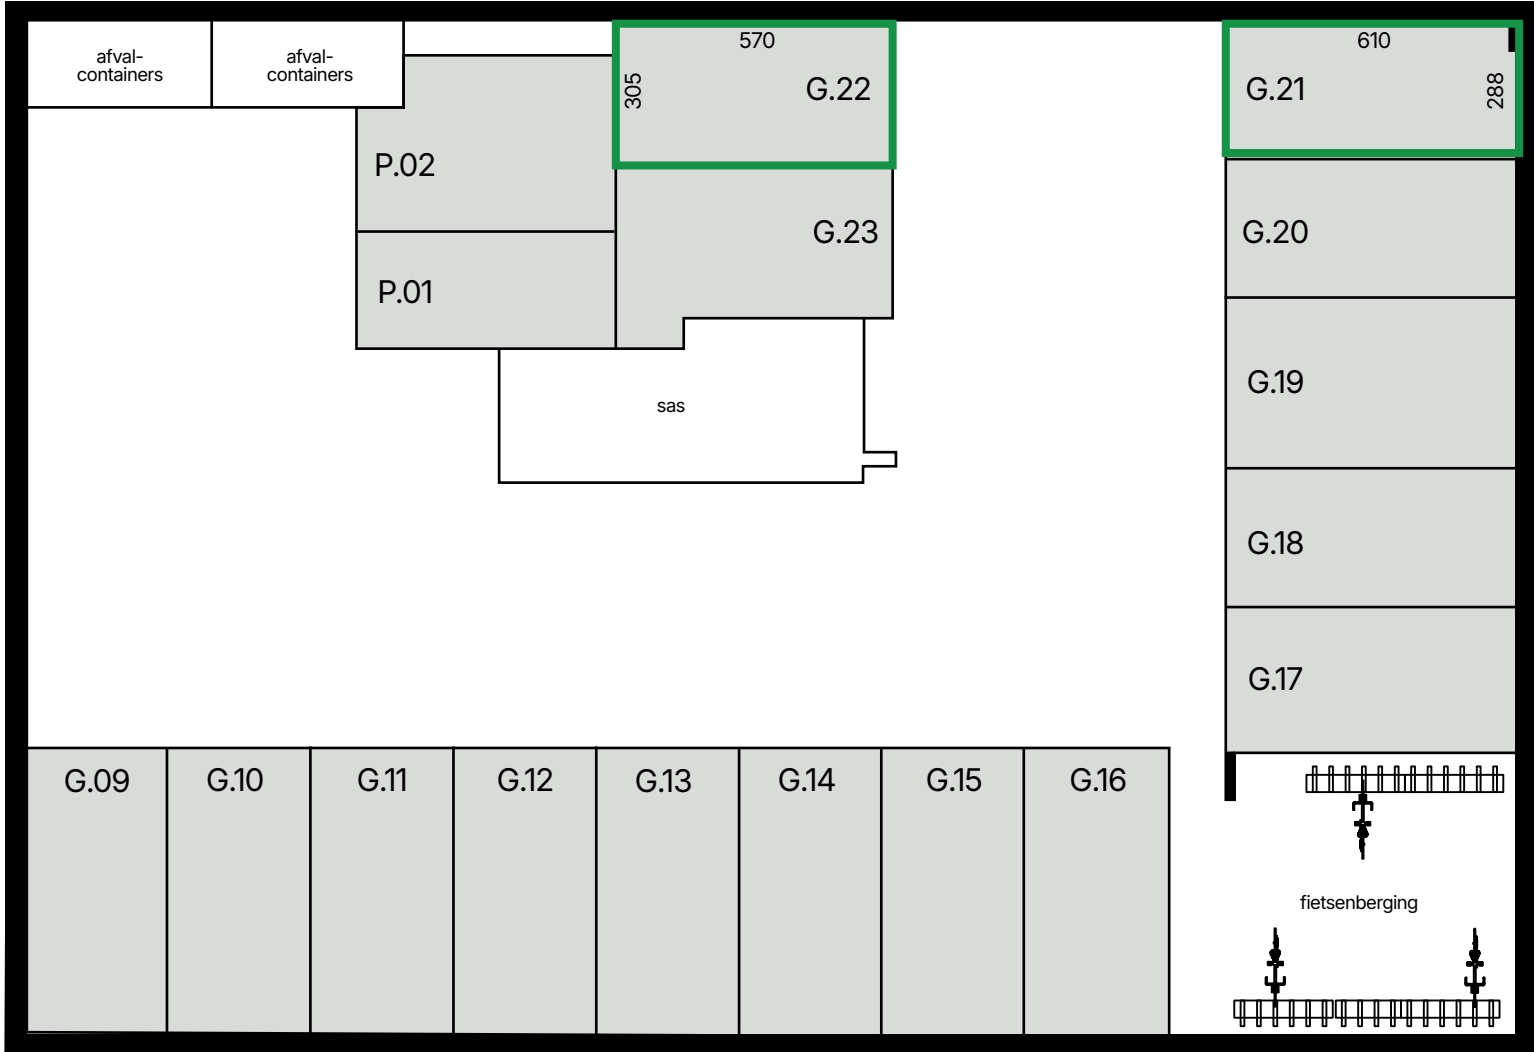 afval-
containers
afval-
containers
570
305
G.22
610
G.21
288
P.02
G.23
G.20
P.01
G.19
sas
G.18
G.17
G.09
G.10
G.11
G.12
G.13
G.14
G.15
G.16
fietsenberging